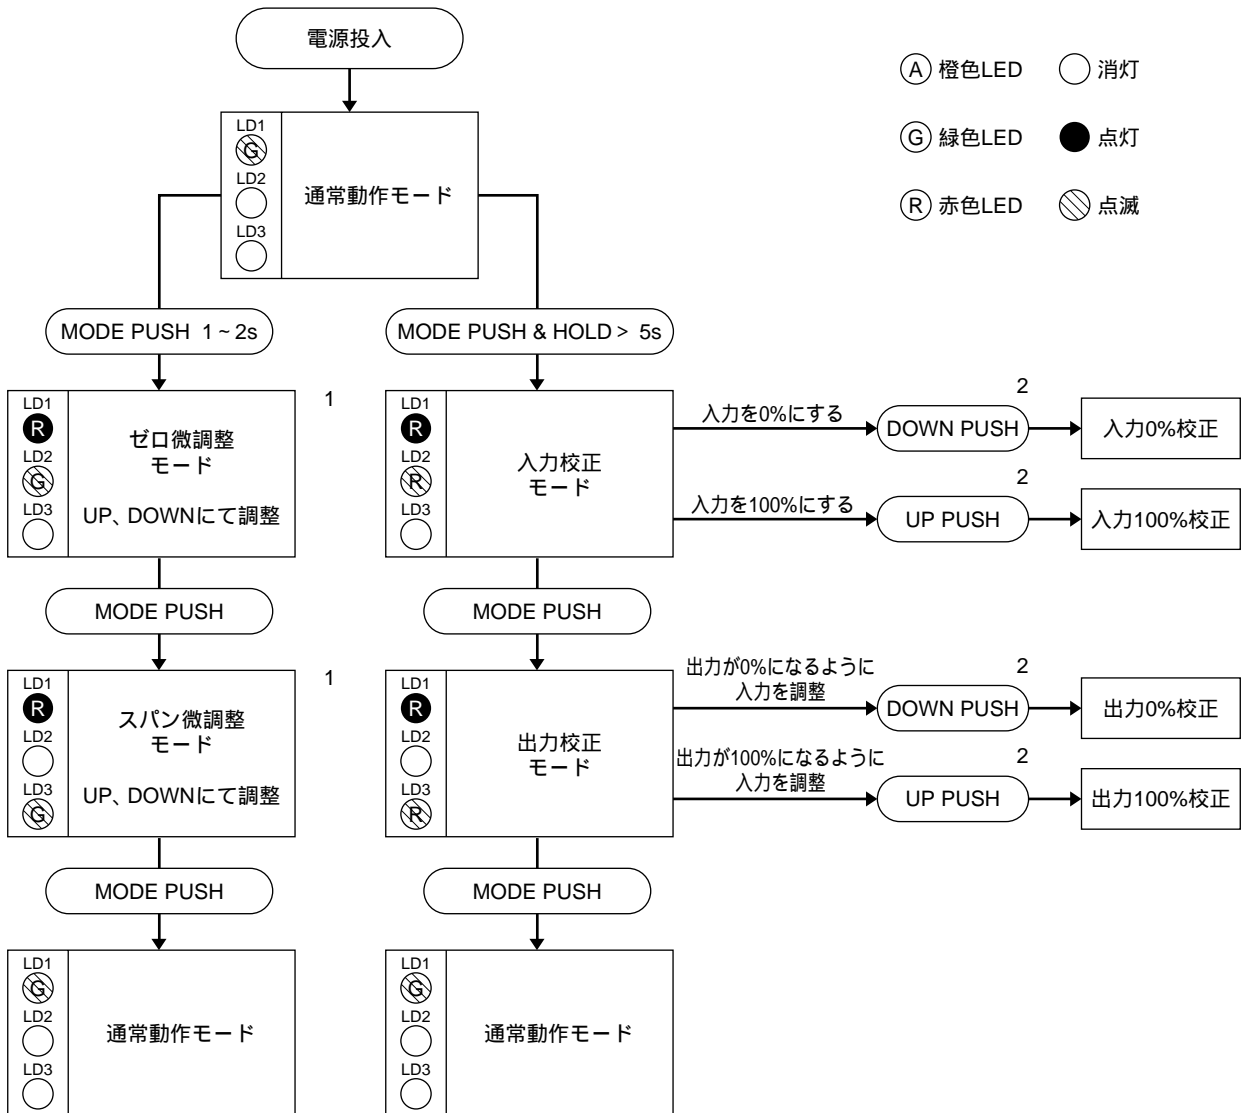 電源投入
LD1
G
LD2
LD3
通常動作モード
A 橙色LED
消灯
G 緑色LED
点灯
R 赤色LED
点滅
MODE PUSH 1 ~ 2s
MODE PUSH & HOLD > 5s
LD1
R
LD2
G
LD3
ゼロ微調整
モード
UP、DOWNにて調整
1
LD1
R
LD2
R
LD3
入力校正
モード
入力を0%にする
2
DOWN PUSH
入力0%校正
入力を100%にする
2
UP PUSH
入力100%校正
MODE PUSH
MODE PUSH
LD1
R
LD2
LD3
G
スパン微調整
モード
UP、DOWNにて調整
1
LD1
R
LD2
LD3
R
出力校正
モード
出力が0%になるように
入力を調整
2
DOWN PUSH
出力0%校正
出力が100%になるように
入力を調整
2
UP PUSH
出力100%校正
MODE PUSH
MODE PUSH
LD1
G
LD2
LD3
通常動作モード
LD1
G
LD2
LD3
通常動作モード